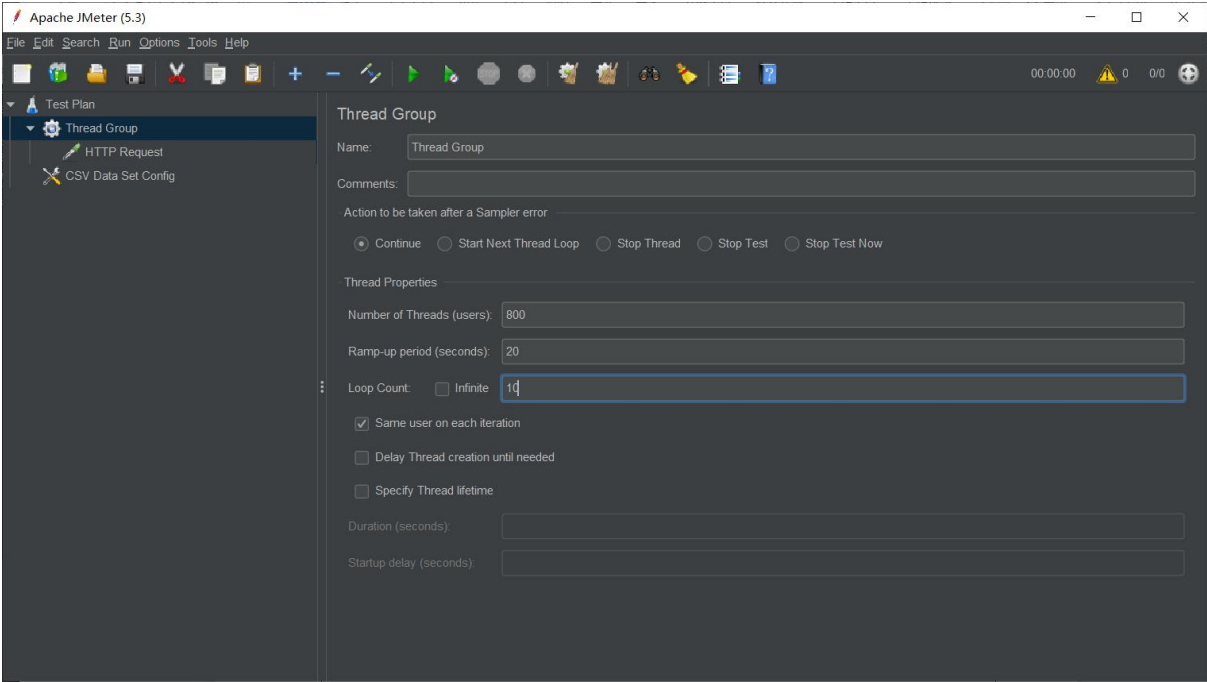 Apache JMeter (5.3)
File Edit Search Run Options Tools Help
00:00:00 0 0/0
Test Plan
Thread Group
HTTP Request
CSV Data Set Config
Thread Group
Name: Thread Group
Comments:
Action to be taken after a Sampler error
Continue Start Next Thread Loop Stop Thread Stop Test Stop Test Now
Thread Properties
Number of Threads (users): 800
Ramp-up period (seconds): 20
Loop Count: Infinite 10
Same user on each iteration
Delay Thread creation until needed
Specify Thread lifetime
Duration (seconds):
Startup delay (seconds):